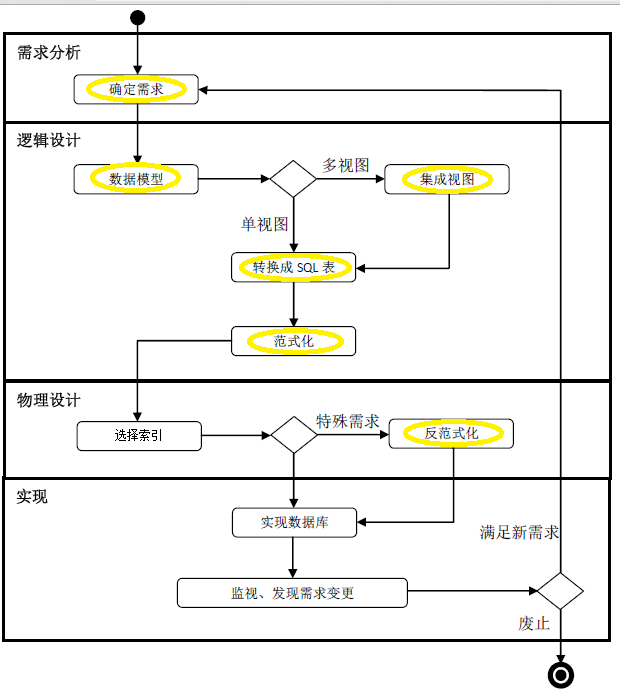 需求分析
确定需求
逻辑设计
多视图
数据模型
集成视图
单视图
转换成 SQL 表
范式化
物理设计
特殊需求
选择索引
反范式化
实现
实现数据库
满足新需求
监视、发现需求变更
废止